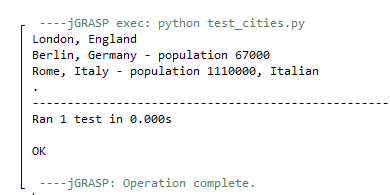 ----jGRASP exec: python test_cities.py
London, England
Berlin, Germany - population 67000
Rome, Italy - population 1110000, Italian
.
----------------------------------------------------------------------
Ran 1 test in 0.000s
OK
----jGRASP: Operation complete.